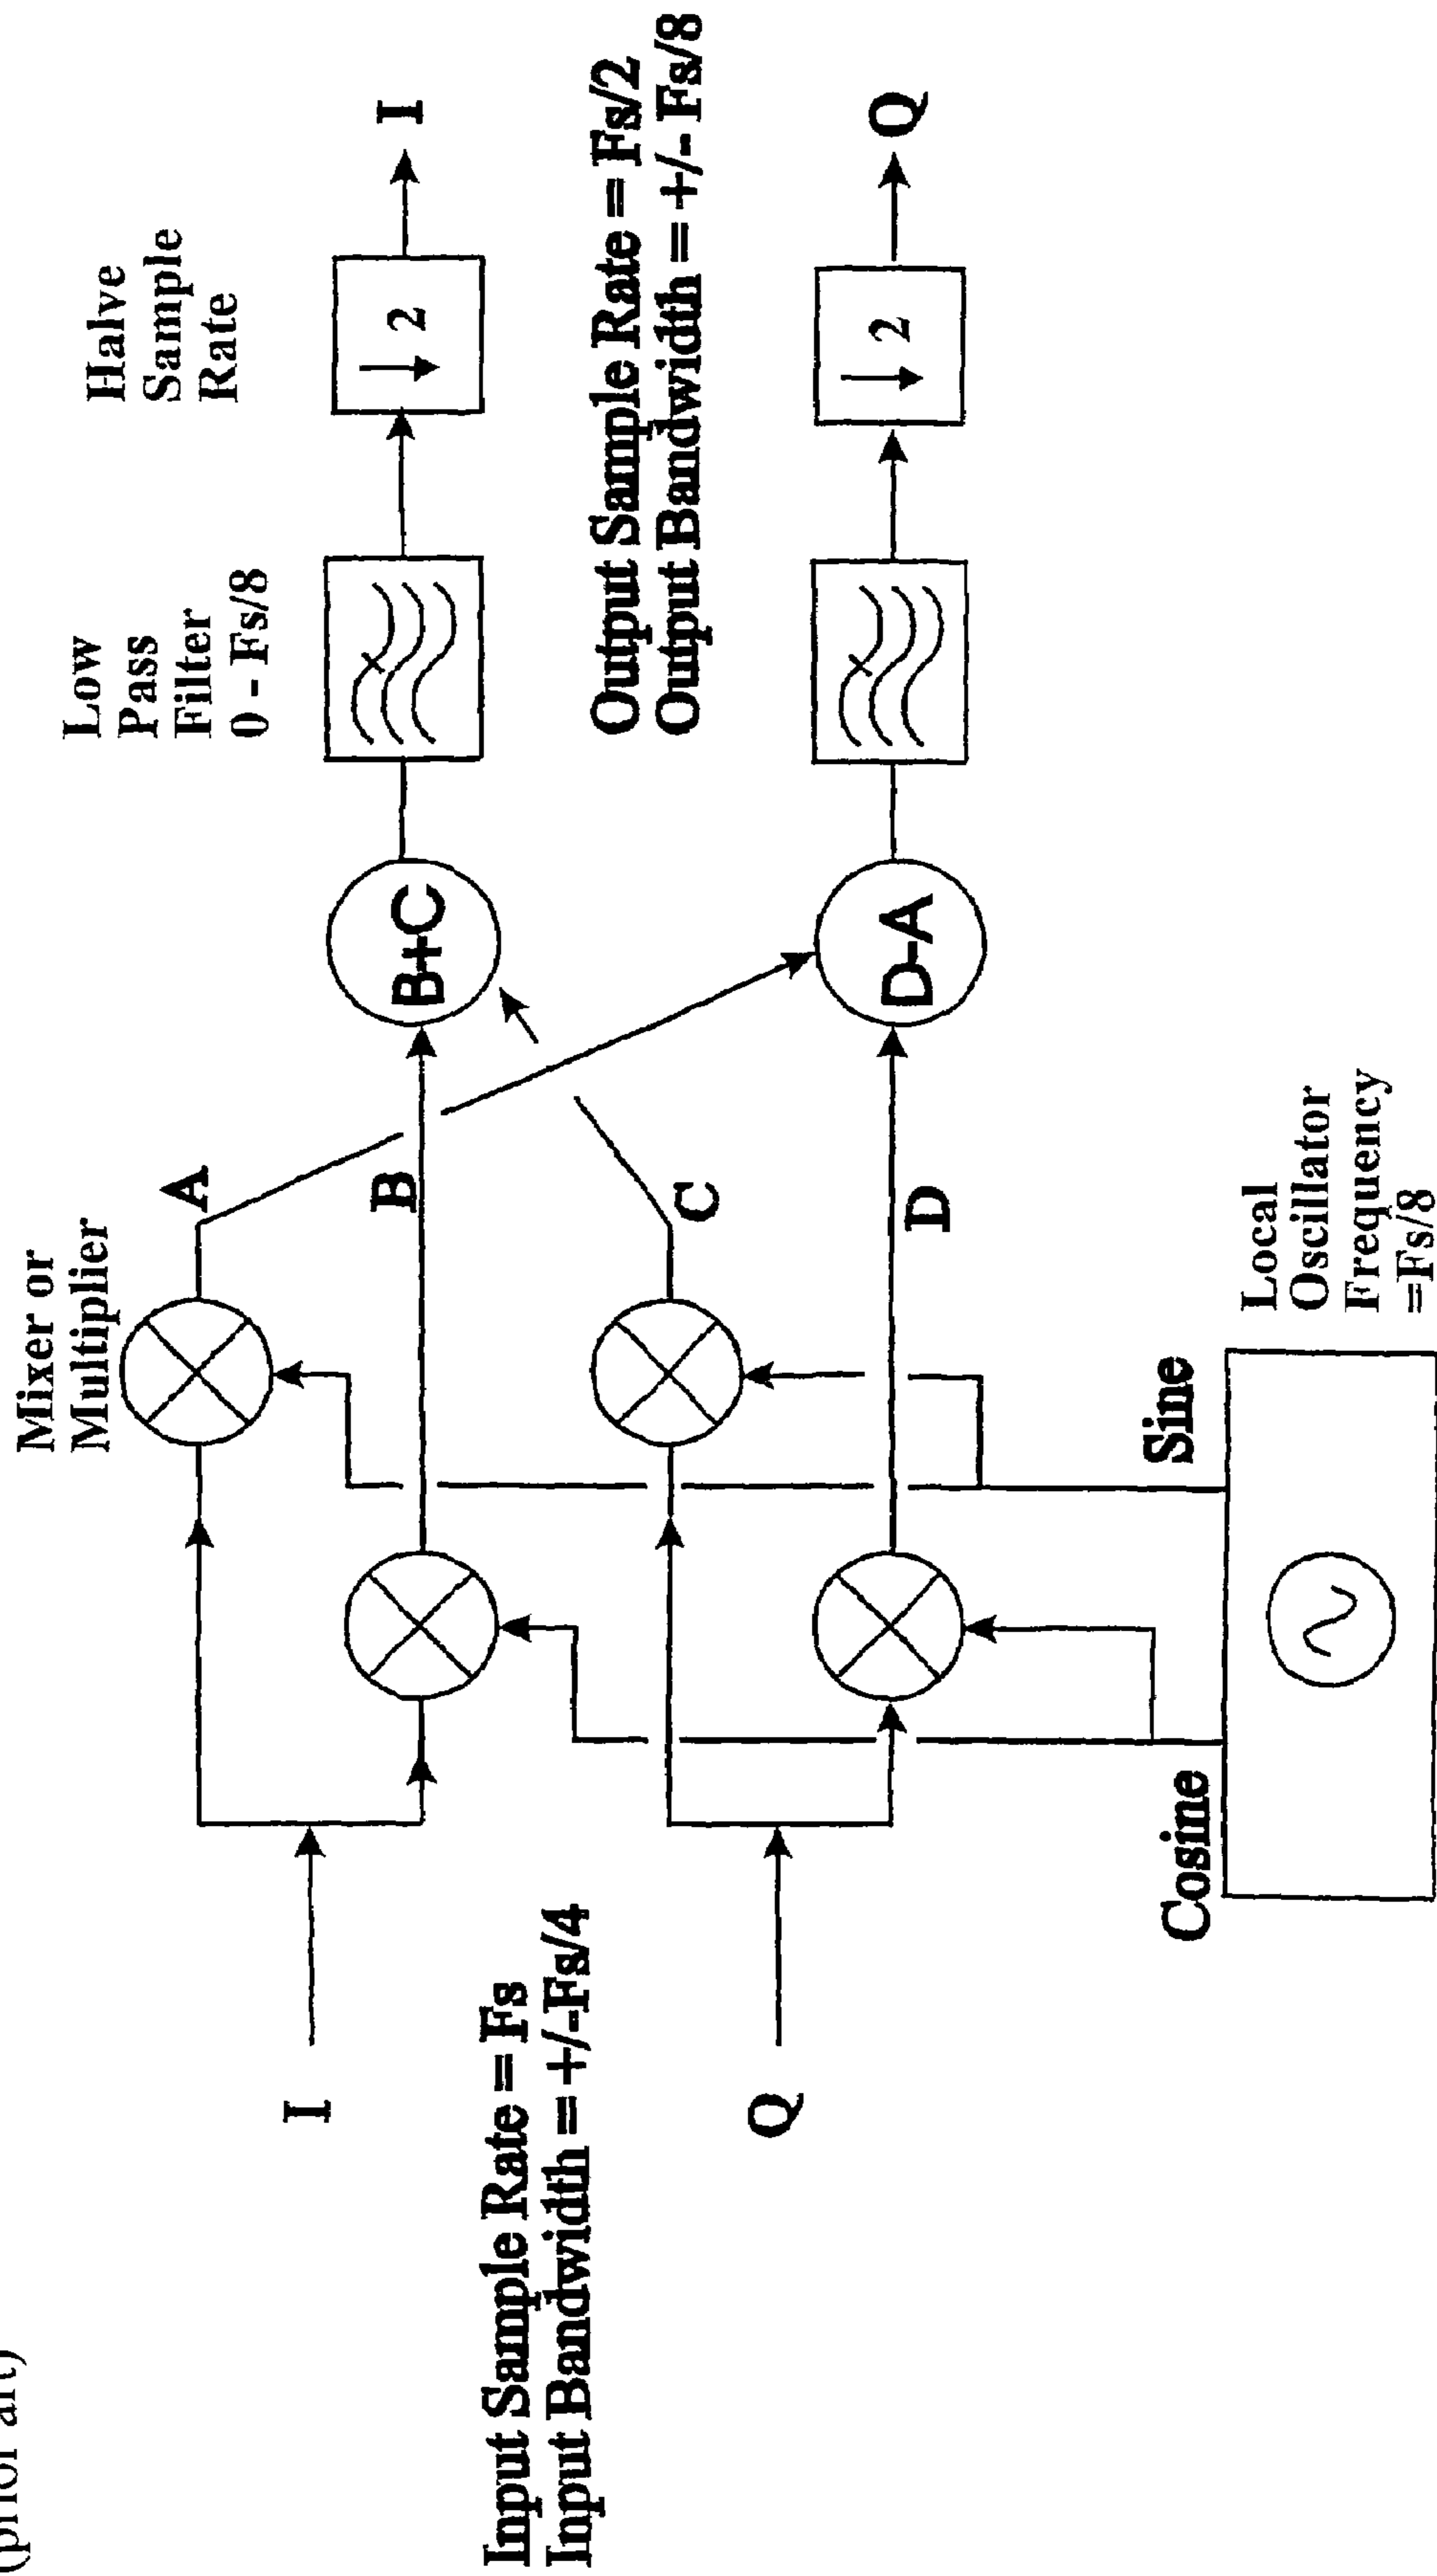 (prior art)
Mixer or
Multiplier
Low
Pass
Filter
0 - Fs/8
Halve
Sample
Rate
I
A
B
B+C
↓ 2
I
Input Sample Rate = Fs
Input Bandwidth = +/-Fs/4
Output Sample Rate = Fs/2
Output Bandwidth = +/- Fs/8
Q
C
D
D-A
↓ 2
Q
Cosine
Sine
Local
Oscillator
Frequency
=Fs/8